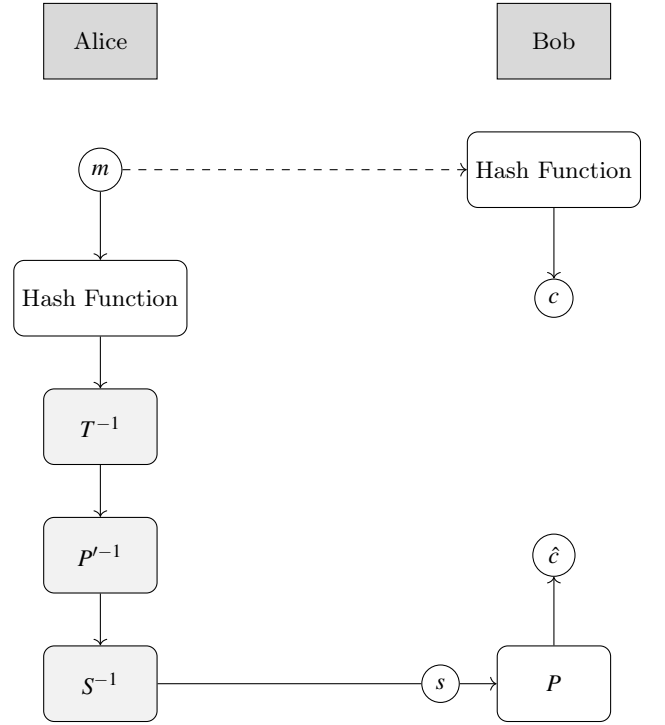 Alice
Bob
m
Hash Function
Hash Function
c
T⁻¹
P′⁻¹
ĉ
S⁻¹
s
P